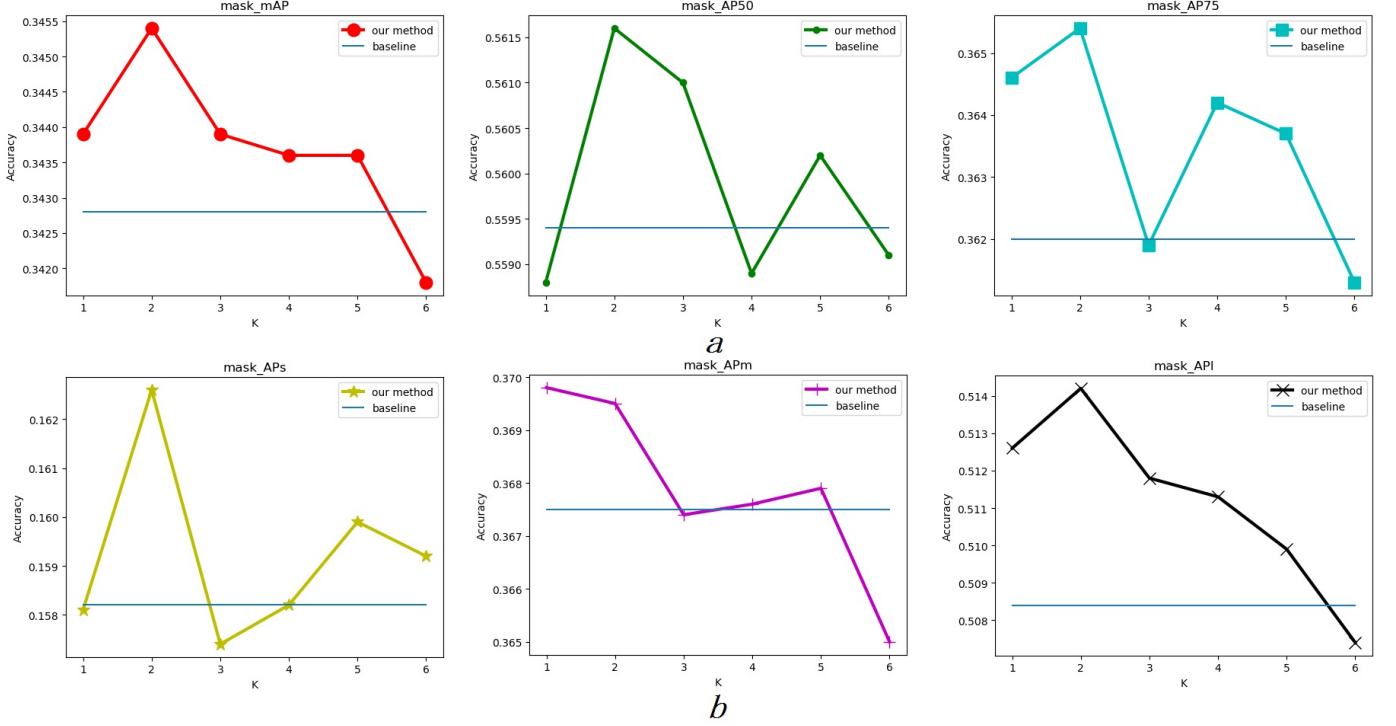 mask_mAP
our method
baseline
0.3455
0.3450
0.3445
0.3440
0.3435
0.3430
0.3425
0.3420
Accuracy
1 2 3 4 5 6
K
mask_AP50
our method
baseline
0.5615
0.5610
0.5605
0.5600
0.5595
0.5590
Accuracy
1 2 3 4 5 6
K
mask_AP75
our method
baseline
0.365
0.364
0.363
0.362
Accuracy
1 2 3 4 5 6
K
a
mask_APs
our method
baseline
0.162
0.161
0.160
0.159
0.158
Accuracy
1 2 3 4 5 6
K
mask_APm
our method
baseline
0.370
0.369
0.368
0.367
0.366
0.365
Accuracy
1 2 3 4 5 6
K
mask_APl
our method
baseline
0.514
0.513
0.512
0.511
0.510
0.509
0.508
Accuracy
1 2 3 4 5 6
K
b